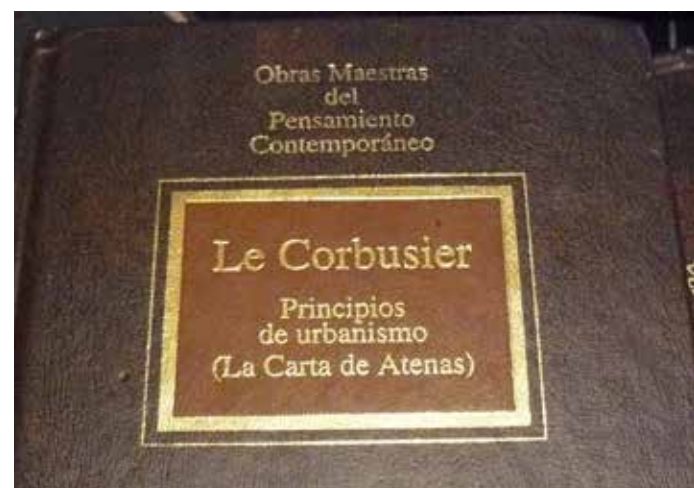 Obras Maestras
del
Pensamiento
Contemporáneo
Le Corbusier
Principios
de urbanismo
(La Carta de Atenas)